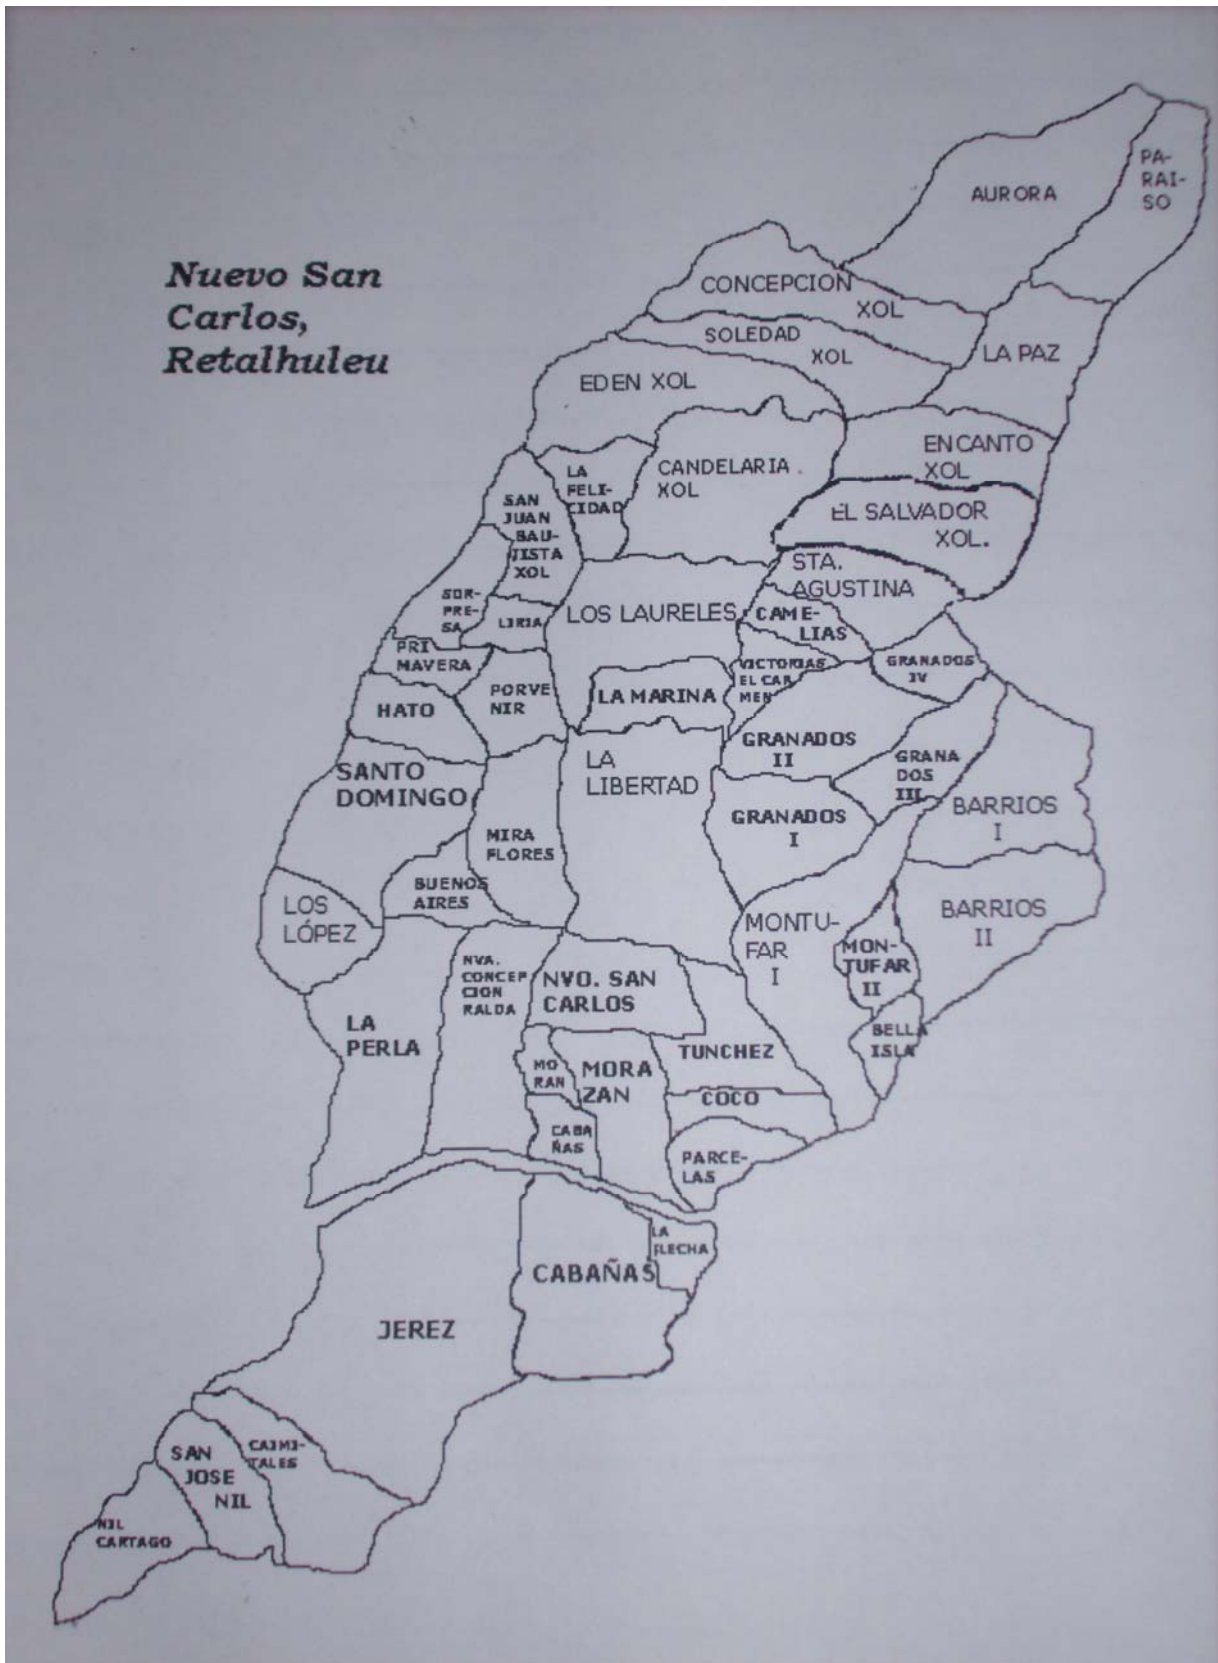 Nuevo San
Carlos,
Retalhuleu
PA-
RAI-
SO
AURORA
CONCEPCION
XOL
SOLEDAD
XOL
LA PAZ
EDEN XOL
ENCANTO
XOL
LA
FELI-
CIDAD
CANDELARIA
XOL
SAN
JUAN
BAU-
TISTA
XOL
EL SALVADOR
XOL.
STA.
AGUSTINA
SOR-
PRE-
SA
LIRIA
LOS LAURELES
CAME-
LIAS
PRI
MAVERA
VICTORIAS
EL CAR
MEN
GRANADOS
IV
HATO
PORVE
NIR
LA MARINA
GRANADOS
II
LA
LIBERTAD
GRANA
DOS
III
SANTO
DOMINGO
BARRIOS
I
GRANADOS
I
MIRA
FLORES
BUENOS
AIRES
LOS
LÓPEZ
MONTU-
FAR
I
BARRIOS
II
MON-
TUFAR
II
NVA.
CONCEP
CION
RALDA
NVO. SAN
CARLOS
LA
PERLA
BELLA
ISLA
TUNCHEZ
MO
RAN
MORA
ZAN
COCO
CABA
ÑAS
PARCE-
LAS
LA
FLECHA
CABAÑAS
JEREZ
CAIMI-
TALES
SAN
JOSE
NIL
NIL
CARTAGO